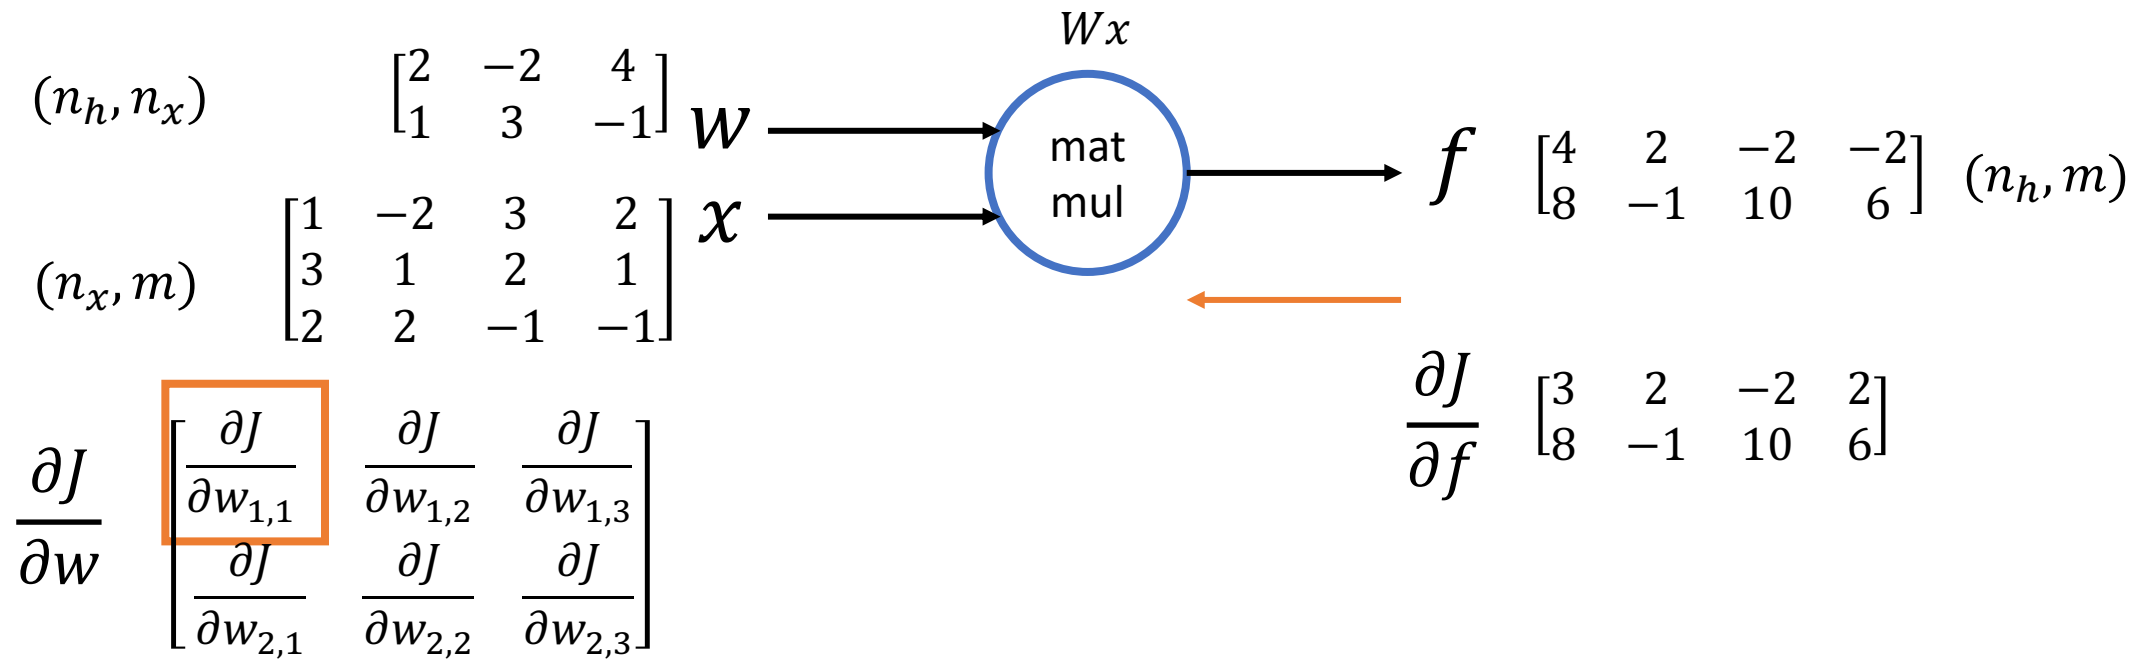 Wx
(n_h, n_x)
[2 −2 4
1 3 −1]
w
mat
mul
f
[4 2 −2 −2
8 −1 10 6]
(n_h, m)
(n_x, m)
[1 −2 3 2
3 1 2 1
2 2 −1 −1]
x
∂J/∂f
[3 2 −2 2
8 −1 10 6]
∂J/∂w
[∂J/∂w_{1,1} ∂J/∂w_{1,2} ∂J/∂w_{1,3}
∂J/∂w_{2,1} ∂J/∂w_{2,2} ∂J/∂w_{2,3}]